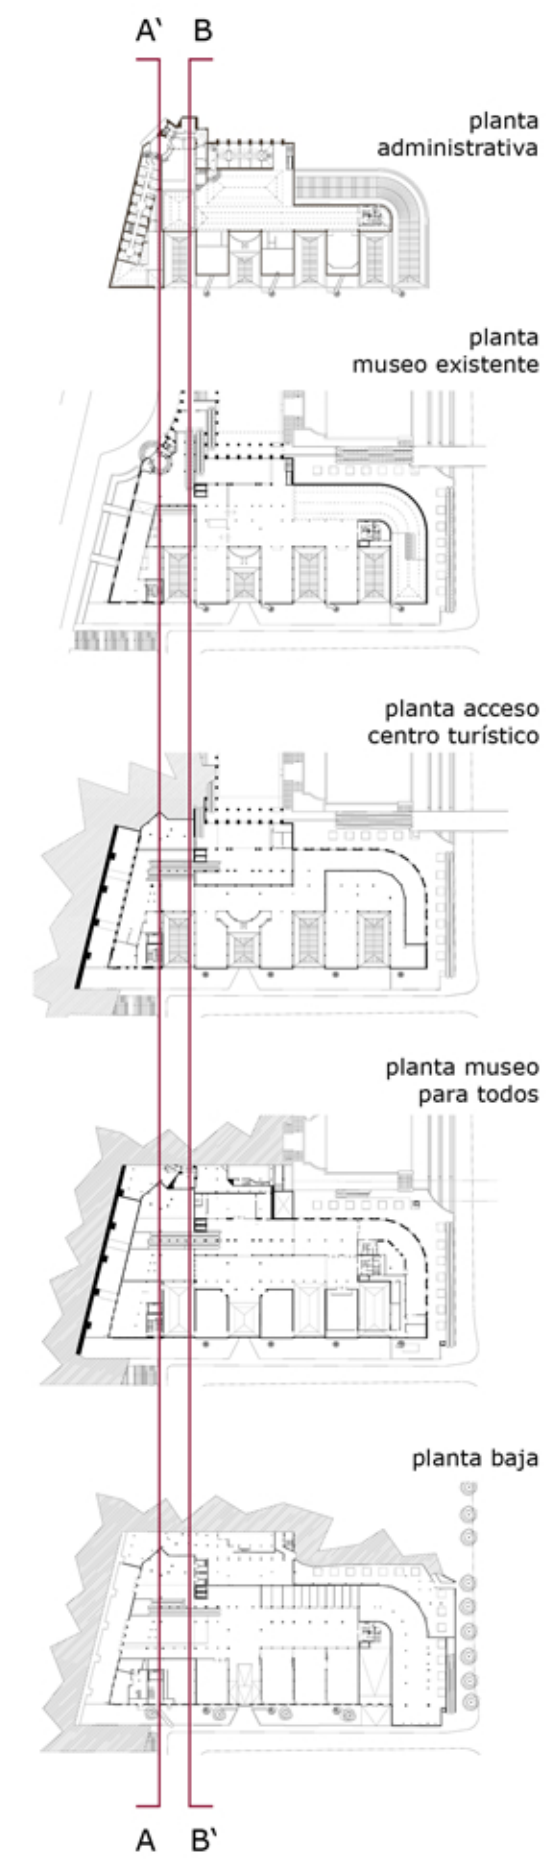 A‘ B
planta
administrativa
planta
museo existente
planta acceso
centro turístico
planta museo
para todos
planta baja
A B‘